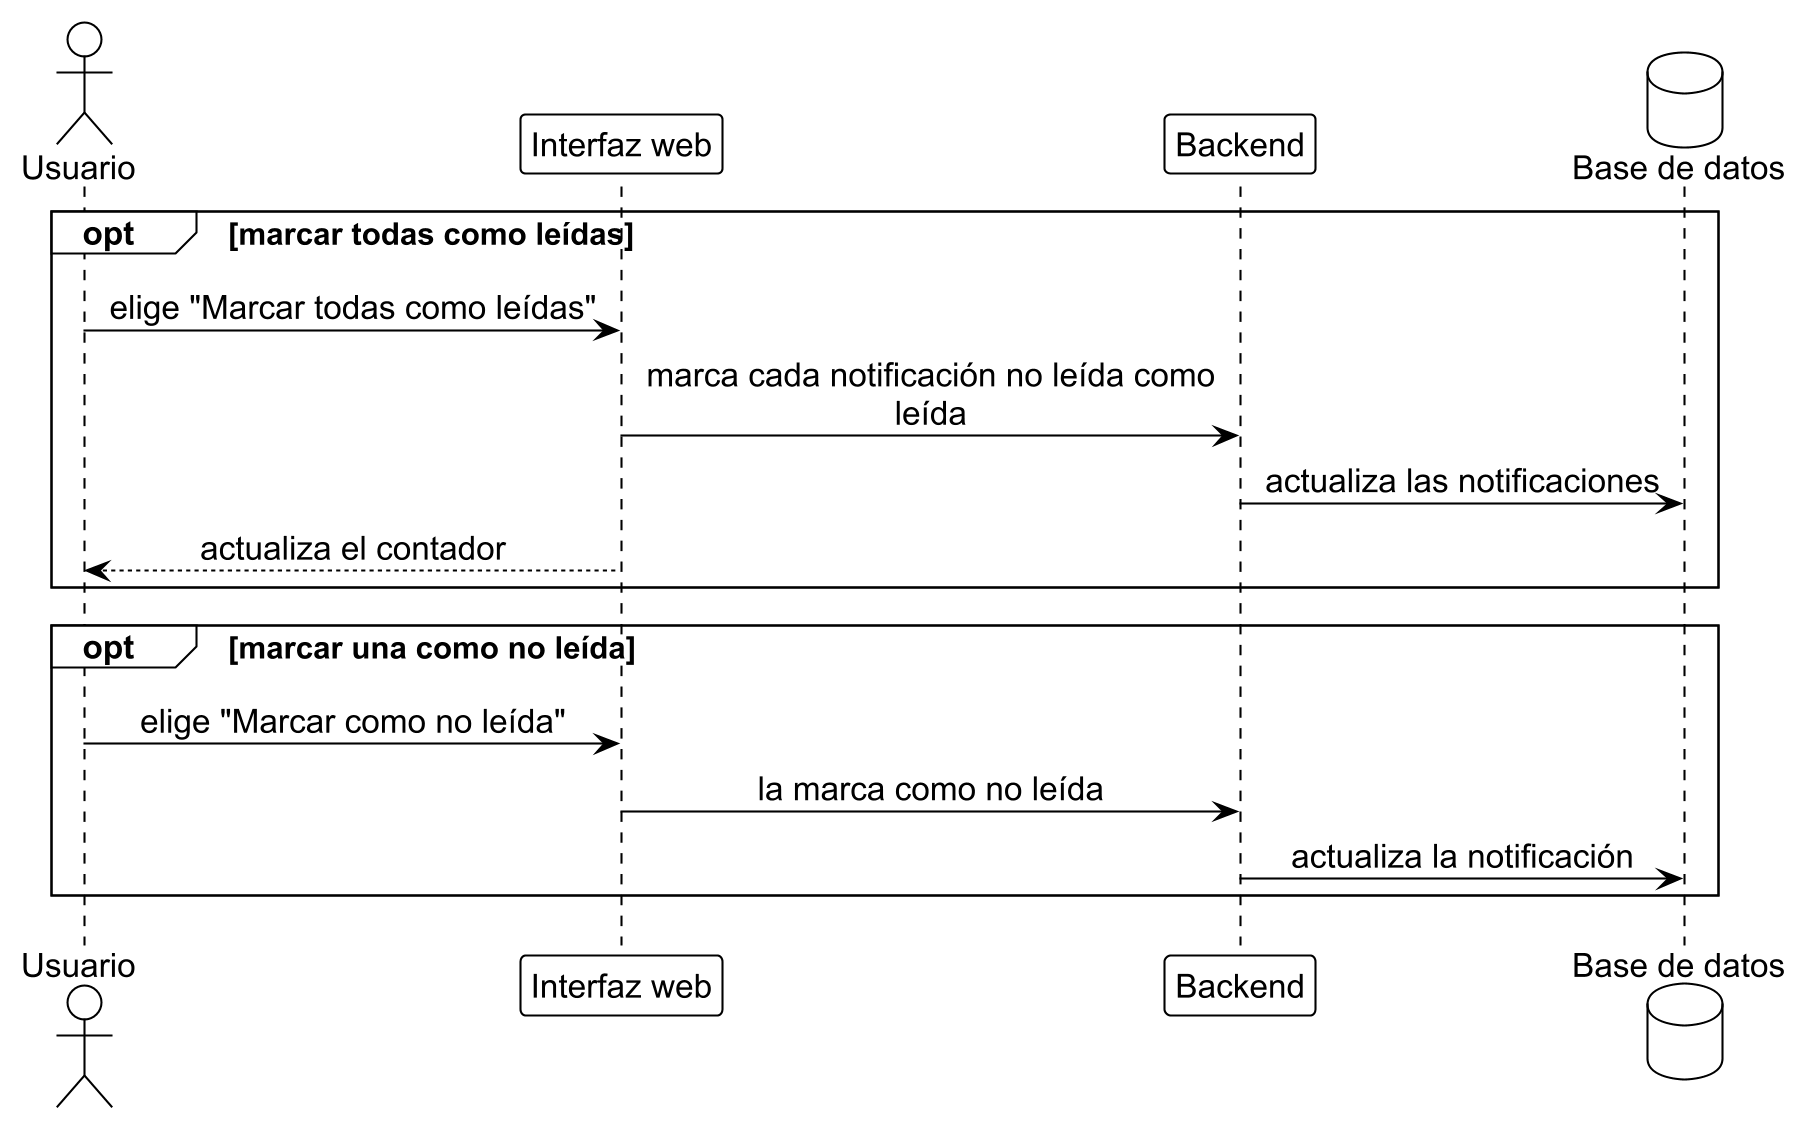 Usuario
Interfaz web
Backend
Base de datos
opt
[marcar todas como leídas]
elige "Marcar todas como leídas"
marca cada notificación no leída como
leída
actualiza las notificaciones
actualiza el contador
opt
[marcar una como no leída]
elige "Marcar como no leída"
la marca como no leída
actualiza la notificación
Usuario
Interfaz web
Backend
Base de datos